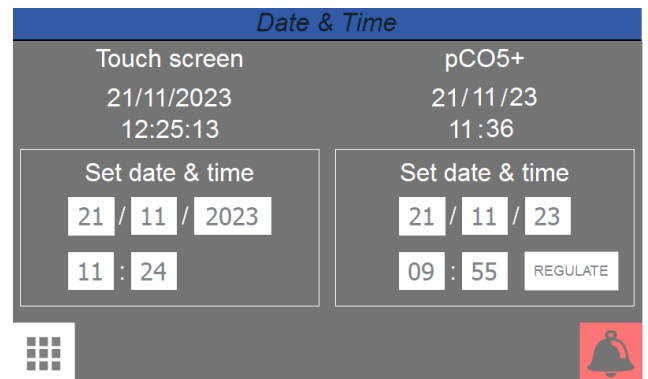 Date & Time
Touch screen
21/11/2023
12:25:13
Set date & time
21 / 11 / 2023
11 : 24
pCO5+
21/11/23
11:36
Set date & time
21 / 11 / 23
09 : 55 REGULATE